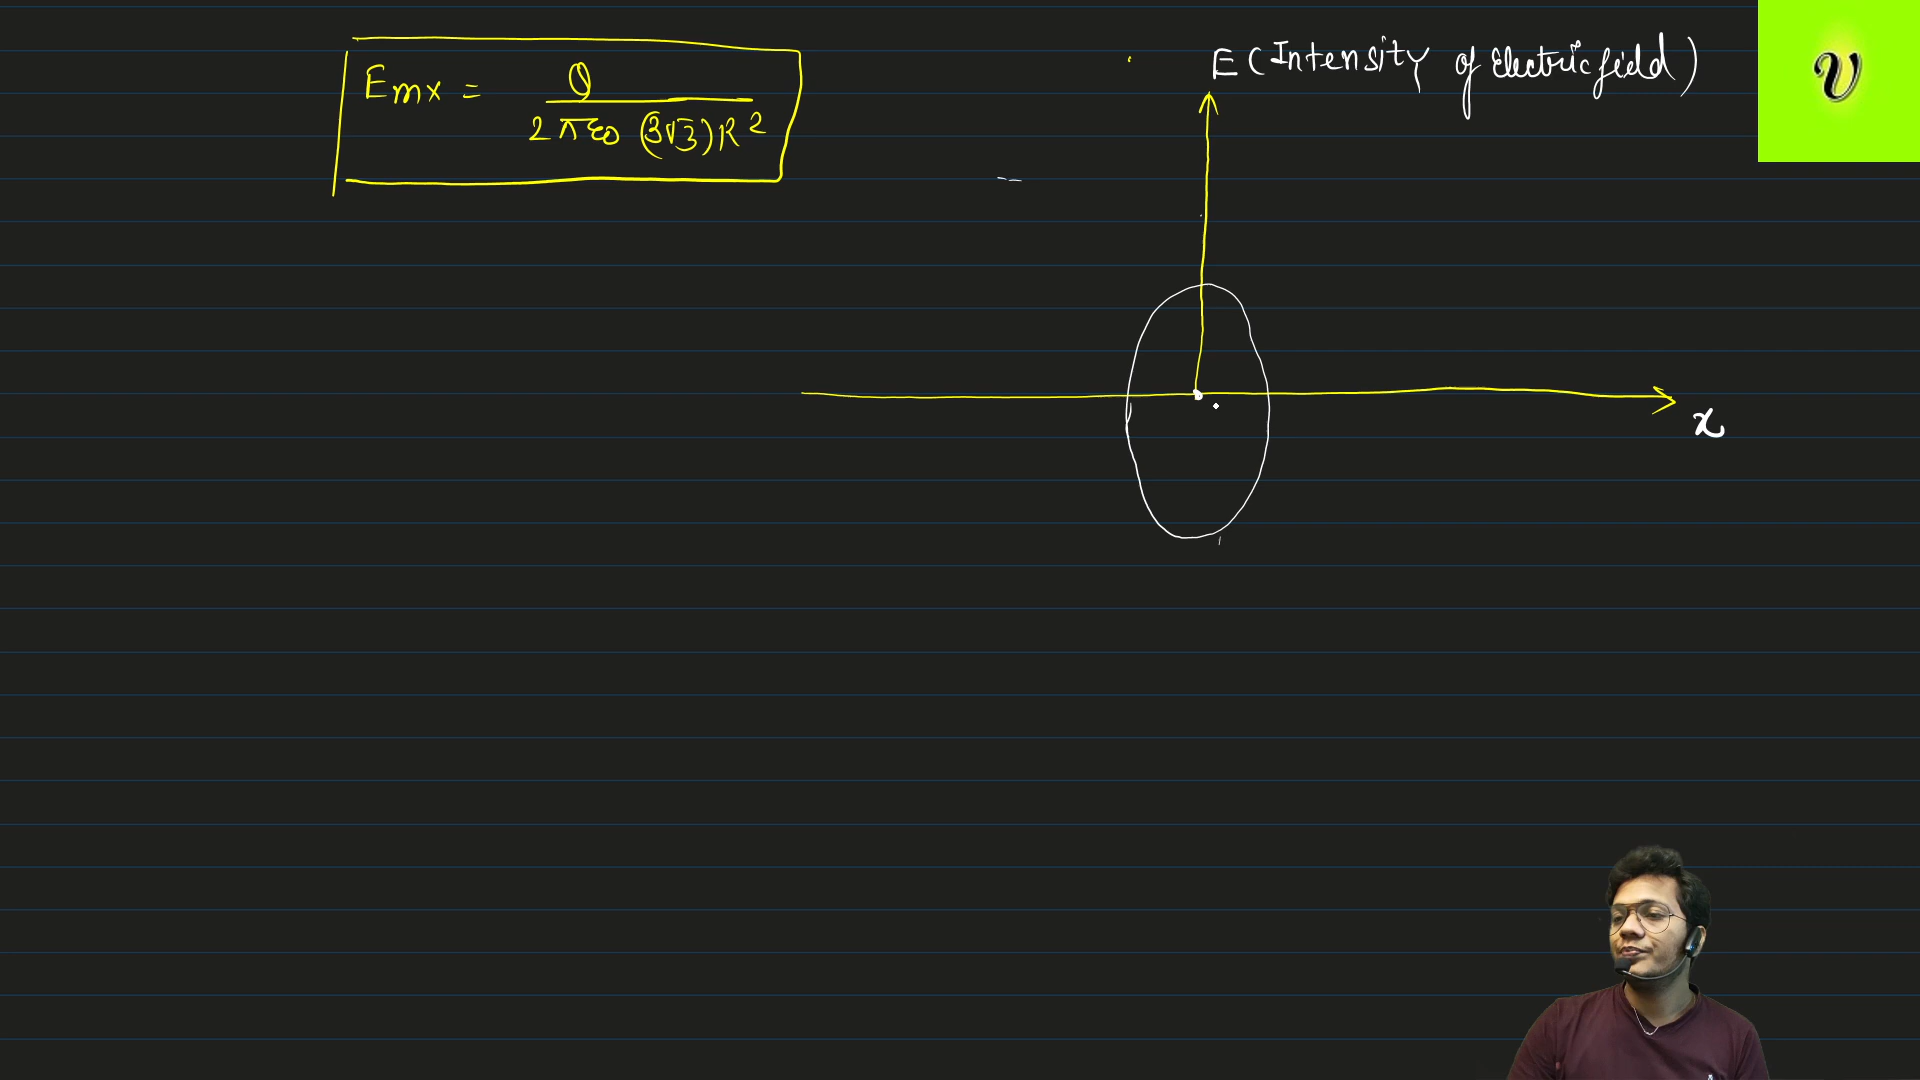 Emx = Q / 2πε0 (3√3)R²
E (Intensity of Electric field)
x
v